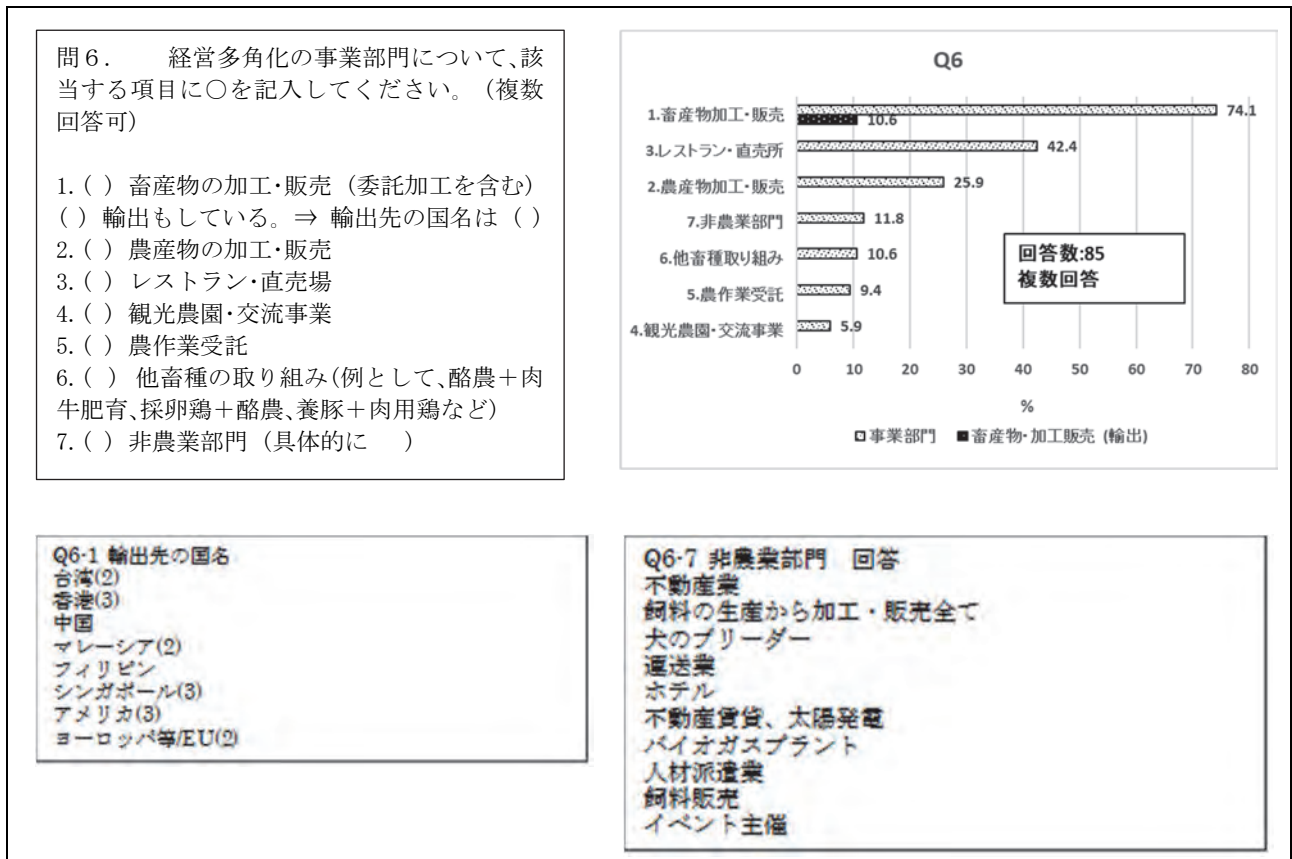 問６．　　経営多角化の事業部門について､該
当する項目に○を記入してください。（複数
回答可）
1.( ) 畜産物の加工･販売（委託加工を含む）
( ) 輸出もしている。⇒ 輸出先の国名は ( )
2.( ) 農産物の加工･販売
3.( ) レストラン･直売場
4.( ) 観光農園･交流事業
5.( ) 農作業受託
6.( ) 他畜種の取り組み(例として､酪農＋肉
牛肥育､採卵鶏＋酪農､養豚＋肉用鶏など)
7.( ) 非農業部門（具体的に　　）
Q6
1.畜産物加工･販売 74.1
10.6
3.レストラン･直売所 42.4
2.農産物加工･販売 25.9
7.非農業部門 11.8
6.他畜種取り組み 10.6
5.農作業受託 9.4
4.観光農園･交流事業 5.9
回答数:85
複数回答
0 10 20 30 40 50 60 70 80
%
事業部門 畜産物･加工販売 (輸出)
Q6-1 輸出先の国名
台湾(2)
香港(3)
中国
マレーシア(2)
フィリピン
シンガポール(3)
アメリカ(3)
ヨーロッパ等/EU(2)
Q6-7 非農業部門　回答
不動産業
飼料の生産から加工・販売全て
犬のブリーダー
運送業
ホテル
不動産賃貸、太陽発電
バイオガスプラント
人材派遣業
飼料販売
イベント主催